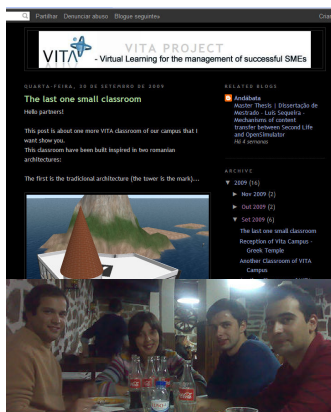 Partilhar Denunciar abuso Blogue seguinte»
VITA
VITA PROJECT
- Virtual Learning for the management of successful SMEs
QUARTA-FEIRA, 30 DE SETEMBRO DE 2009
The last one small classroom
Hello partners!
This post is about one more VITA classroom of our campus that I
want show you.
This classroom have been built inspired in two romanian
architectures:
The first is the tradicional architecture (the tower is the mark)...
RELATED BLOGS
Andábata
Master Thesis | Dissertação de
Mestrado - Luís Sequeira -
Mechanisms of content
transfer between Second Life
and OpenSimulator
Há 4 semanas
ARCHIVE
▼ 2009 (16)
► Nov 2009 (2)
► Out 2009 (2)
▼ Set 2009 (6)
The last one small classroom
Reception of Vita Campus -
Greek Temple
Another Classroom of VITA
Campus